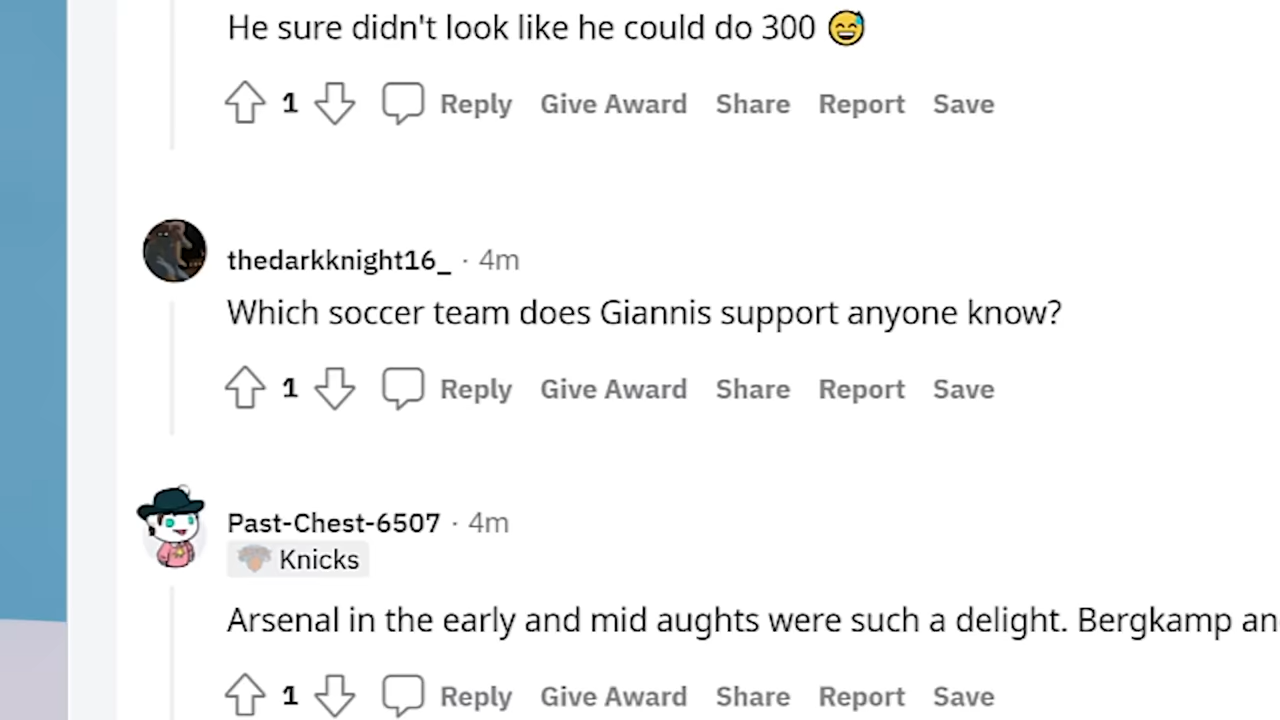 He sure didn't look like he could do 300 😅
1 Reply Give Award Share Report Save
thedarkknight16_ · 4m
Which soccer team does Giannis support anyone know?
1 Reply Give Award Share Report Save
Past-Chest-6507 · 4m
Knicks
Arsenal in the early and mid aughts were such a delight. Bergkamp an
1 Reply Give Award Share Report Save